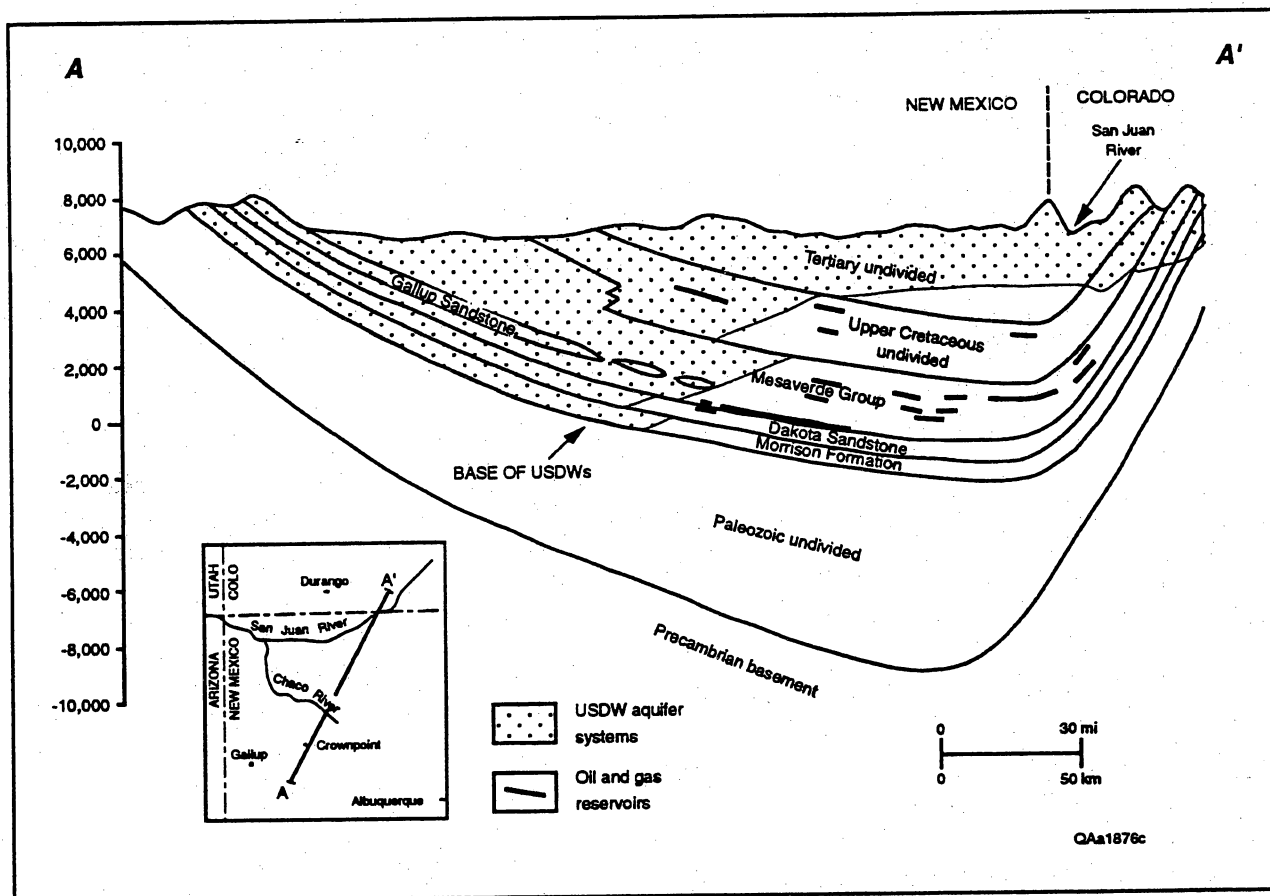 A
A'
NEW MEXICO
COLORADO
San Juan
River
10,000
8,000
6,000
4,000
2,000
0
-2,000
-4,000
-6,000
-8,000
-10,000
Tertiary undivided
Gallup Sandstone
Upper Cretaceous
undivided
Mesaverde Group
Dakota Sandstone
Morrison Formation
BASE OF USDWs
Paleozoic undivided
Precambrian basement
UTAH
COLO
Durango
A'
San Juan River
ARIZONA
NEW MEXICO
Chaco River
Crownpoint
Gallup
A
Albuquerque
USDW aquifer
systems
Oil and gas
reservoirs
0 30 mi
0 50 km
QAa1876c